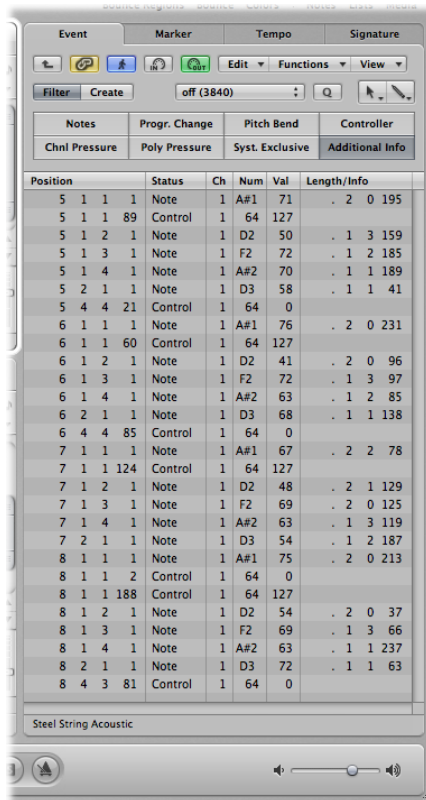 Event Marker Tempo Signature
IN OUT Edit Functions View
Filter Create off (3840) Q
Notes Progr. Change Pitch Bend Controller
Chnl Pressure Poly Pressure Syst. Exclusive Additional Info
Position Status Ch Num Val Length/Info
5 1 1 1 Note 1 A#1 71 . 2 0 195
5 1 1 89 Control 1 64 127
5 1 2 1 Note 1 D2 50 . 1 3 159
5 1 3 1 Note 1 F2 72 . 1 2 185
5 1 4 1 Note 1 A#2 70 . 1 1 189
5 2 1 1 Note 1 D3 58 . 1 1 41
5 4 4 21 Control 1 64 0
6 1 1 1 Note 1 A#1 76 . 2 0 231
6 1 1 60 Control 1 64 127
6 1 2 1 Note 1 D2 41 . 2 0 96
6 1 3 1 Note 1 F2 72 . 1 3 97
6 1 4 1 Note 1 A#2 63 . 1 2 85
6 2 1 1 Note 1 D3 68 . 1 1 138
6 4 4 85 Control 1 64 0
7 1 1 1 Note 1 A#1 67 . 2 2 78
7 1 1 124 Control 1 64 127
7 1 2 1 Note 1 D2 48 . 2 1 129
7 1 3 1 Note 1 F2 69 . 2 0 125
7 1 4 1 Note 1 A#2 63 . 1 3 119
7 2 1 1 Note 1 D3 54 . 1 2 187
8 1 1 1 Note 1 A#1 75 . 2 0 213
8 1 1 2 Control 1 64 0
8 1 1 188 Control 1 64 127
8 1 2 1 Note 1 D2 54 . 2 0 37
8 1 3 1 Note 1 F2 69 . 1 3 66
8 1 4 1 Note 1 A#2 63 . 1 1 237
8 2 1 1 Note 1 D3 72 . 1 1 63
8 4 3 81 Control 1 64 0
Steel String Acoustic